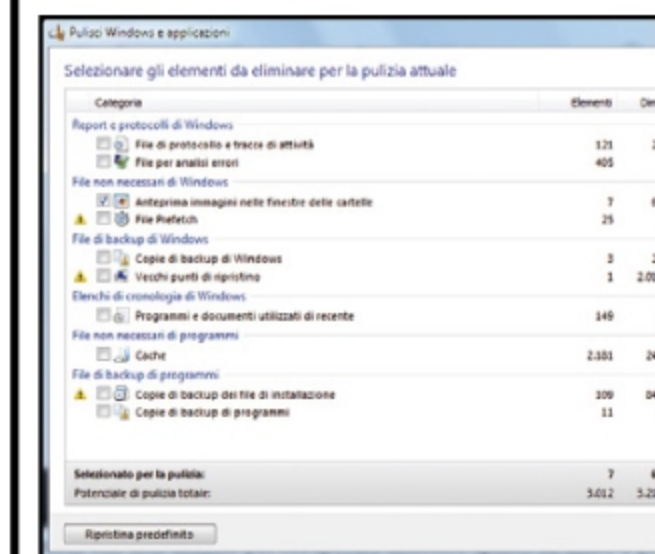 Pulisci Windows e applicazioni
Selezionare gli elementi da eliminare per la pulizia attuale
Categoria Elementi
Report e protocolli di Windows
File di protocollo e tracce di attività 121
File per analisi errori 405
File non necessari di Windows
Anteprima immagini nelle finestre delle cartelle 7
File Prefetch 25
File di backup di Windows
Copie di backup di Windows 3
Vecchi punti di ripristino 1
Elenchi di cronologia di Windows
Programmi e documenti utilizzati di recente 149
File non necessari di programmi
Cache 2.181
File di backup di programmi
Copie di backup dei file di installazione 109
Copie di backup di programmi 11
Selezionato per la pulizia: 7
Potenziale di pulizia totale: 3.012
Ripristina predefinito